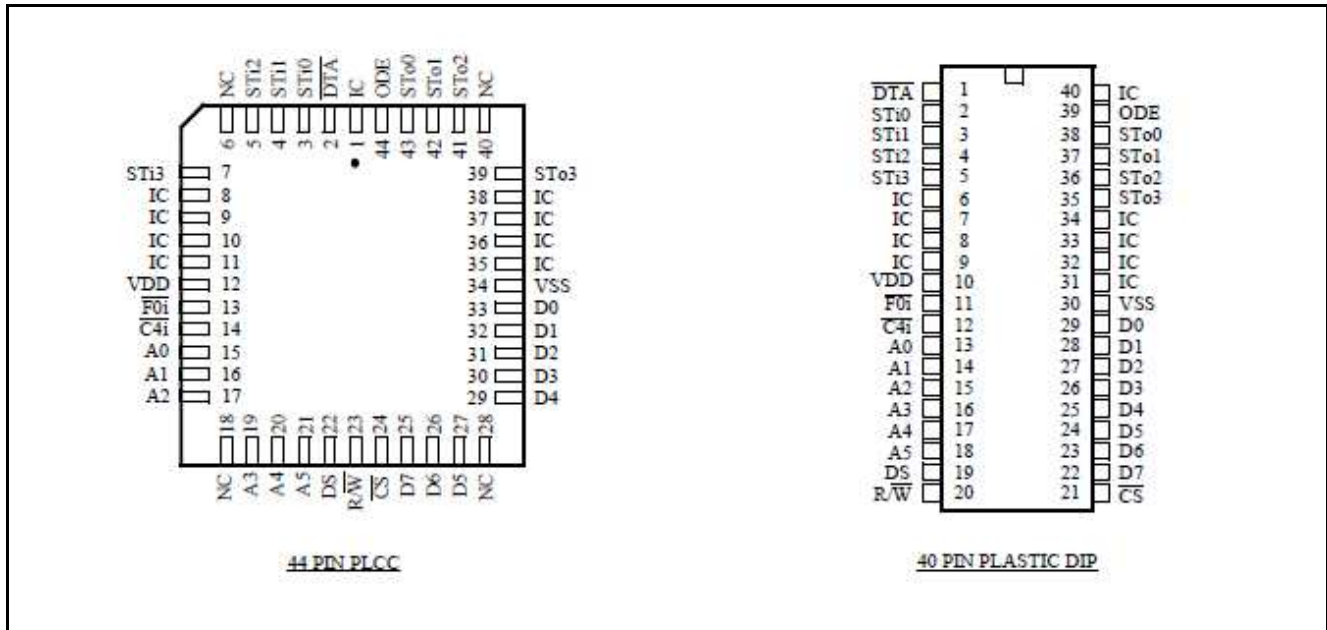 NC STi2 STi1 STi0 DTA IC ODE STo0 STo1 STo2 NC
6 5 4 3 2 1 44 43 42 41 40
STi3 7 39 STo3
IC 8 38 IC
IC 9 37 IC
IC 10 36 IC
IC 11 35 IC
VDD 12 34 VSS
F0i 13 33 D0
C4i 14 32 D1
A0 15 31 D2
A1 16 30 D3
A2 17 29 D4
18 19 20 21 22 23 24 25 26 27 28
NC A3 A4 A5 DS R/W CS D7 D6 D5 NC
44 PIN PLCC
DTA 1 40 IC
STi0 2 39 ODE
STi1 3 38 STo0
STi2 4 37 STo1
STi3 5 36 STo2
IC 6 35 STo3
IC 7 34 IC
IC 8 33 IC
IC 9 32 IC
VDD 10 31 IC
F0i 11 30 VSS
C4i 12 29 D0
A0 13 28 D1
A1 14 27 D2
A2 15 26 D3
A3 16 25 D4
A4 17 24 D5
A5 18 23 D6
DS 19 22 D7
R/W 20 21 CS
40 PIN PLASTIC DIP